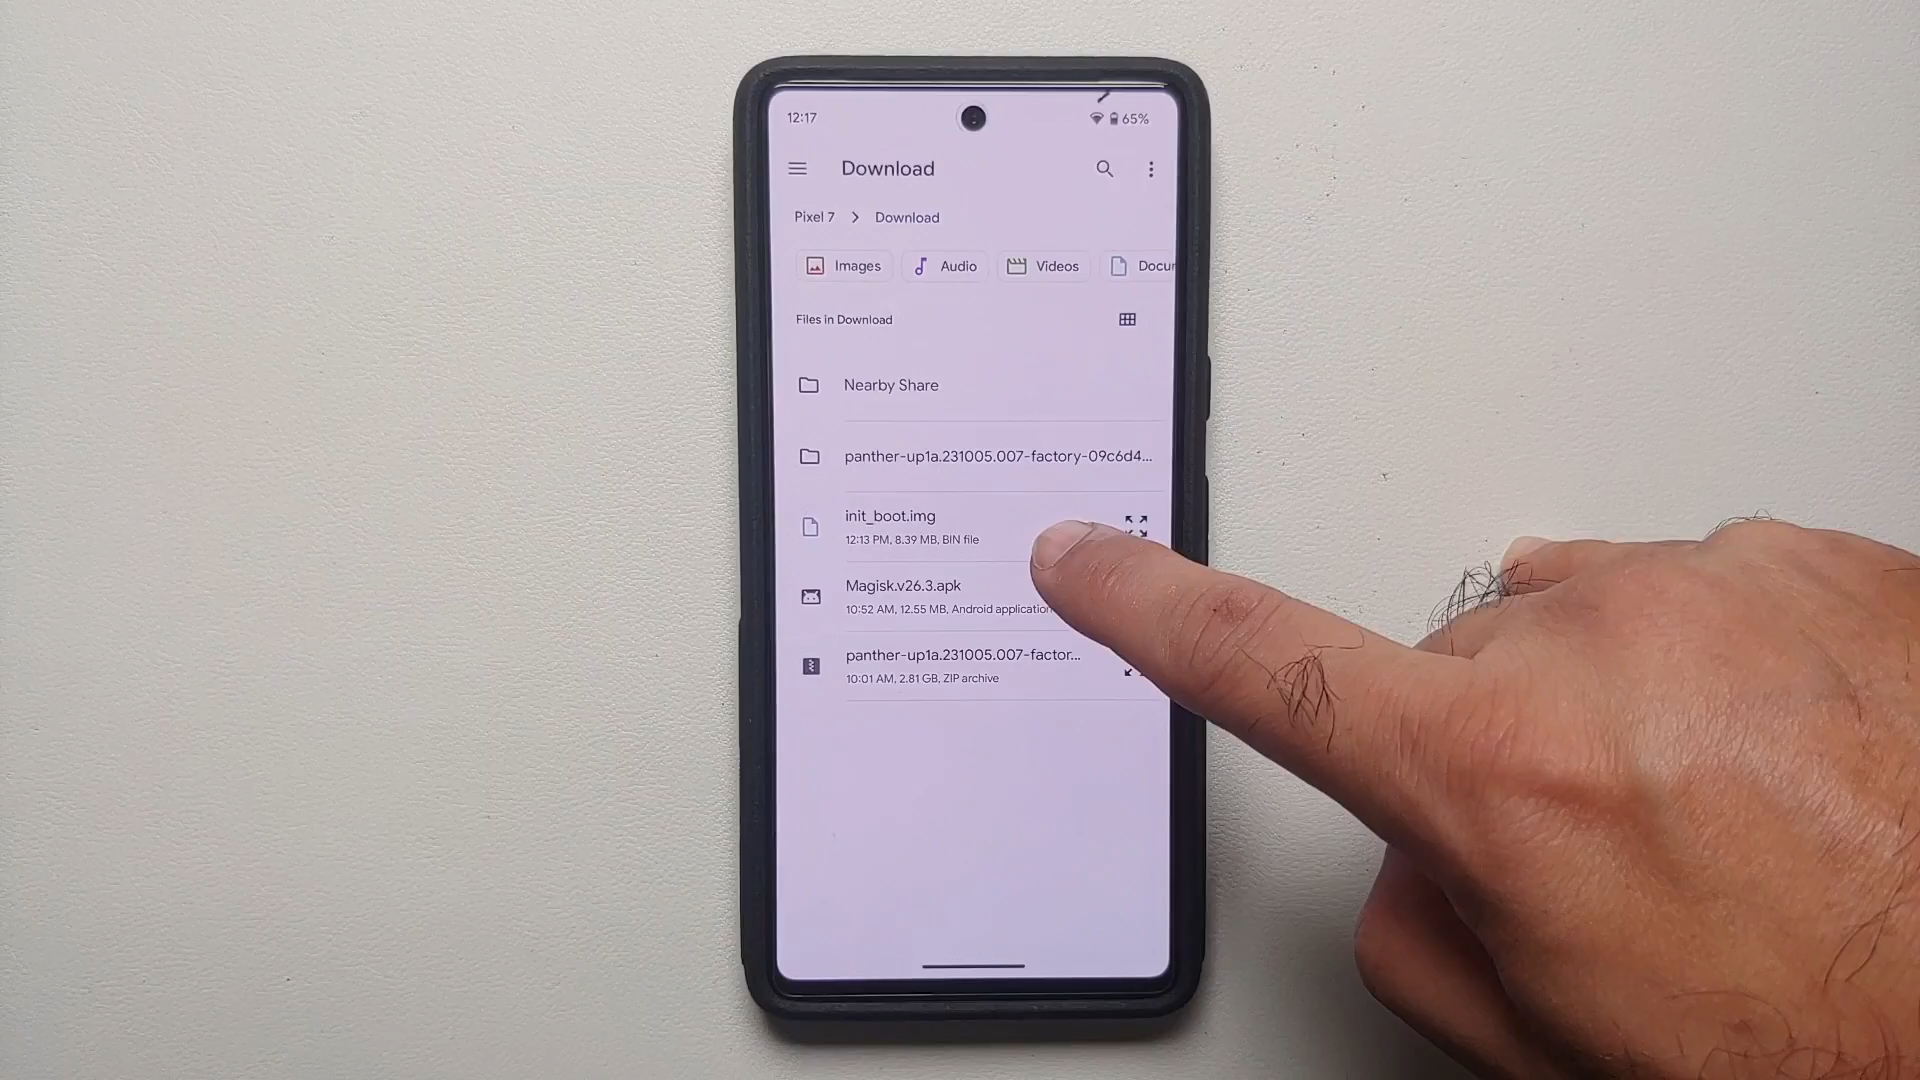 12:17
65%
Download
Pixel 7 > Download
Images
Audio
Videos
Docur
Files in Download
Nearby Share
panther-up1a.231005.007-factory-09c6d4...
init_boot.img
12:13 PM, 8.39 MB, BIN file
Magisk.v26.3.apk
10:52 AM, 12.55 MB, Android application
panther-up1a.231005.007-factor...
10:01 AM, 2.81 GB, ZIP archive